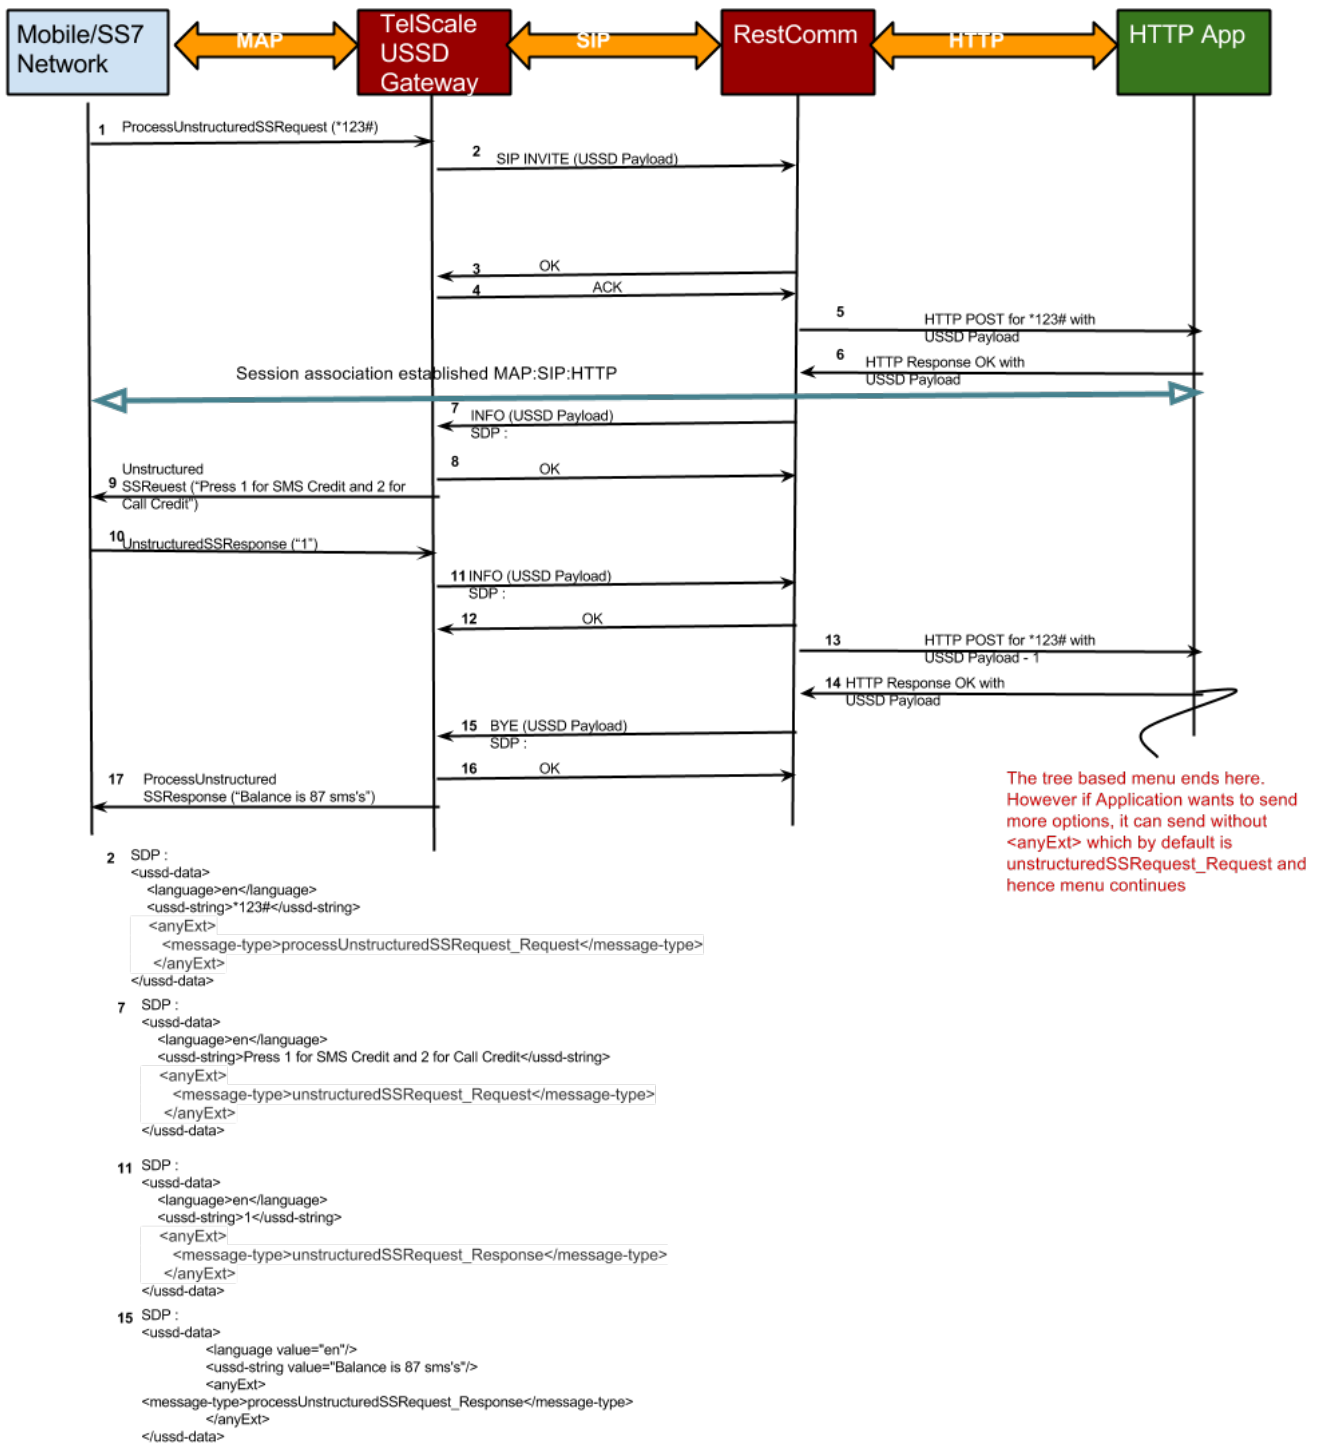 Mobile/SS7
Network
MAP
TelScale
USSD
Gateway
SIP
RestComm
HTTP
HTTP App
1 ProcessUnstructuredSSRequest (*123#)
2 SIP INVITE (USSD Payload)
3 OK
4 ACK
5 HTTP POST for *123# with
USSD Payload
6 HTTP Response OK with
USSD Payload
Session association established MAP:SIP:HTTP
7 INFO (USSD Payload)
SDP :
8 OK
Unstructured
9 SSReuest (“Press 1 for SMS Credit and 2 for
Call Credit”)
10 UnstructuredSSResponse (“1”)
11 INFO (USSD Payload)
SDP :
12 OK
13 HTTP POST for *123# with
USSD Payload - 1
14 HTTP Response OK with
USSD Payload
15 BYE (USSD Payload)
SDP :
16 OK
17 ProcessUnstructured
SSResponse (“Balance is 87 sms's”)
The tree based menu ends here.
However if Application wants to send
more options, it can send without
<anyExt> which by default is
unstructuredSSRequest_Request and
hence menu continues
2 SDP :
<ussd-data>
<language>en</language>
<ussd-string>*123#</ussd-string>
<anyExt>
<message-type>processUnstructuredSSRequest_Request</message-type>
</anyExt>
</ussd-data>
7 SDP :
<ussd-data>
<language>en</language>
<ussd-string>Press 1 for SMS Credit and 2 for Call Credit</ussd-string>
<anyExt>
<message-type>unstructuredSSRequest_Request</message-type>
</anyExt>
</ussd-data>
11 SDP :
<ussd-data>
<language>en</language>
<ussd-string>1</ussd-string>
<anyExt>
<message-type>unstructuredSSRequest_Response</message-type>
</anyExt>
</ussd-data>
15 SDP :
<ussd-data>
<language value="en"/>
<ussd-string value="Balance is 87 sms's"/>
<anyExt>
<message-type>processUnstructuredSSRequest_Response</message-type>
</anyExt>
</ussd-data>